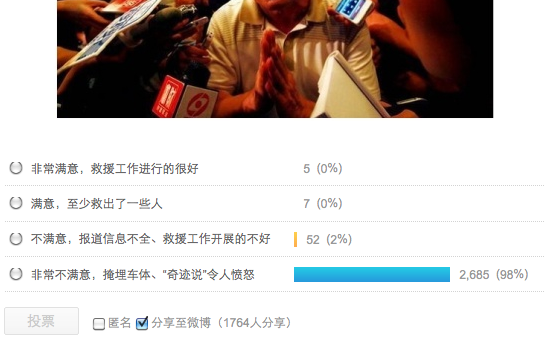 非常满意，救援工作进行的很好 5 (0%)
满意，至少救出了一些人 7 (0%)
不满意，报道信息不全、救援工作开展的不好 52 (2%)
非常不满意，掩埋车体、“奇迹说”令人愤怒 2,685 (98%)
投票 匿名 分享至微博（1764人分享）